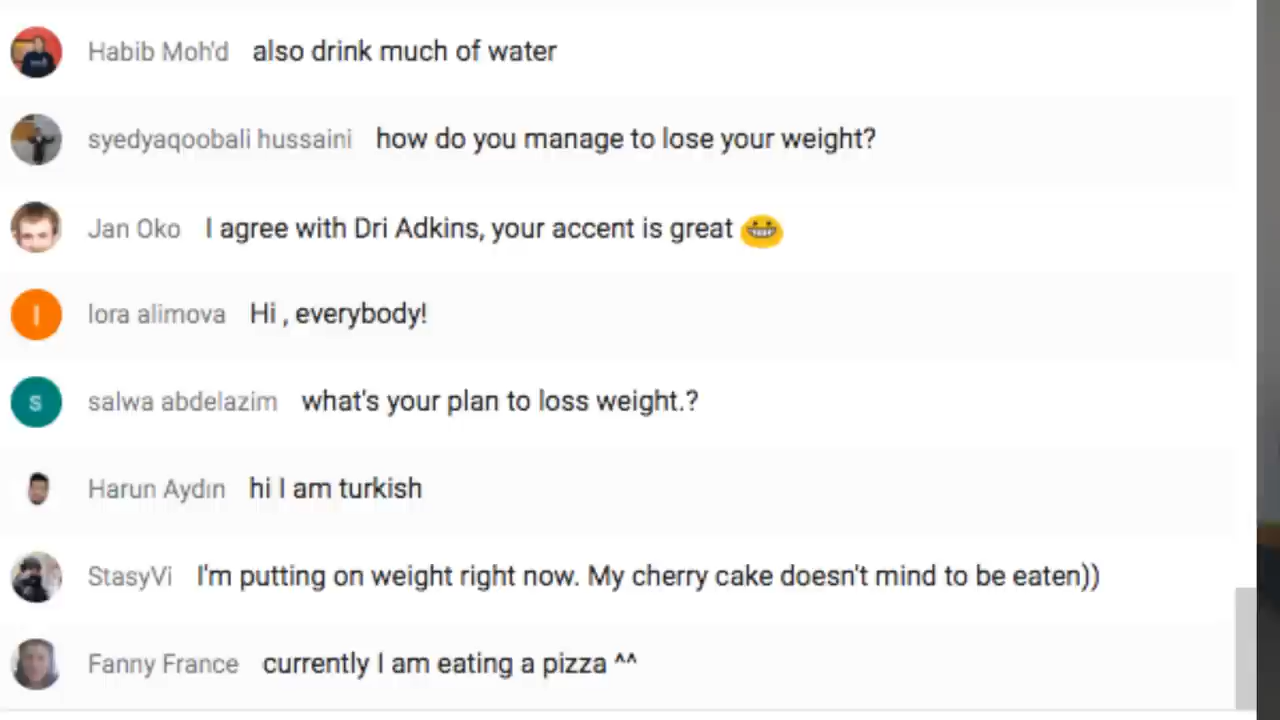 Habib Moh'd also drink much of water
syedyaqoobali hussaini how do you manage to lose your weight?
Jan Oko I agree with Dri Adkins, your accent is great 😁
l
lora alimova Hi , everybody!
s
salwa abdelazim what's your plan to loss weight.?
Harun Aydın hi I am turkish
StasyVi I'm putting on weight right now. My cherry cake doesn't mind to be eaten))
Fanny France currently I am eating a pizza ^^